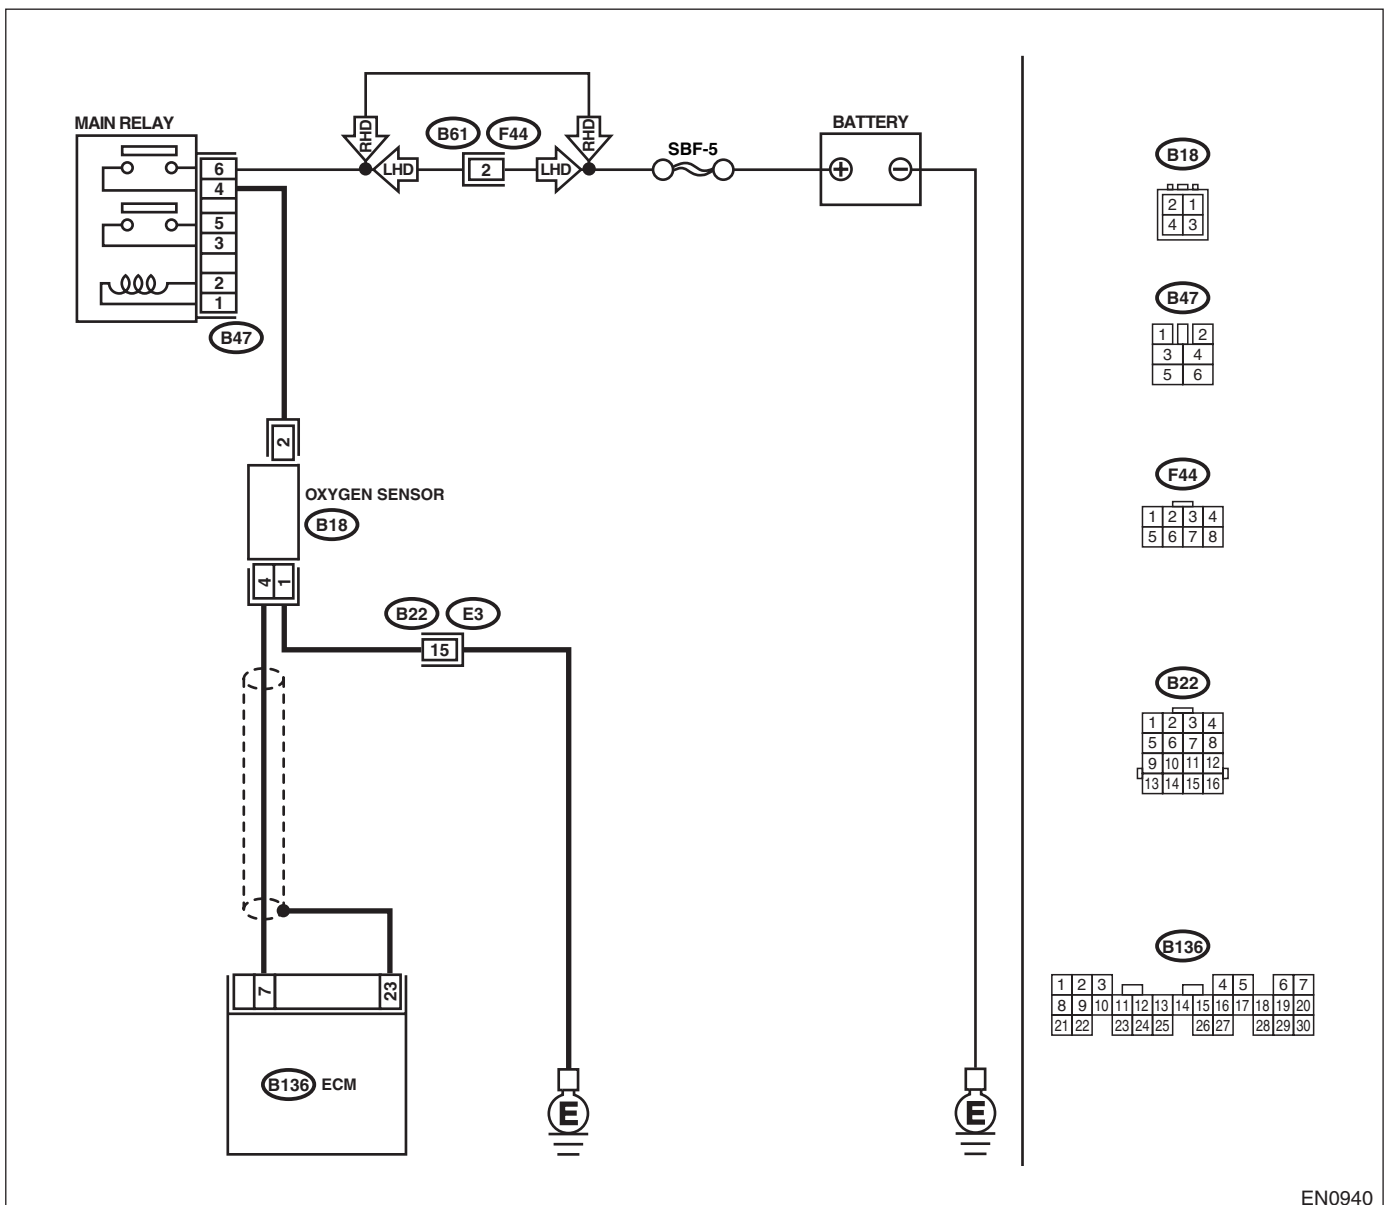 MAIN RELAY
6
4
5
3
2
1
B47
RHD
LHD
B61 F44
2
LHD
RHD
SBF-5
BATTERY
+ −
2
OXYGEN SENSOR
B18
4 1
B22 E3
15
7 23
B136 ECM
E
E
B18
2 1
4 3
B47
1 2
3 4
5 6
F44
1 2 3 4
5 6 7 8
B22
1 2 3 4
5 6 7 8
9 10 11 12
13 14 15 16
B136
1 2 3 4 5 6 7
8 9 10 11 12 13 14 15 16 17 18 19 20
21 22 23 24 25 26 27 28 29 30
EN0940